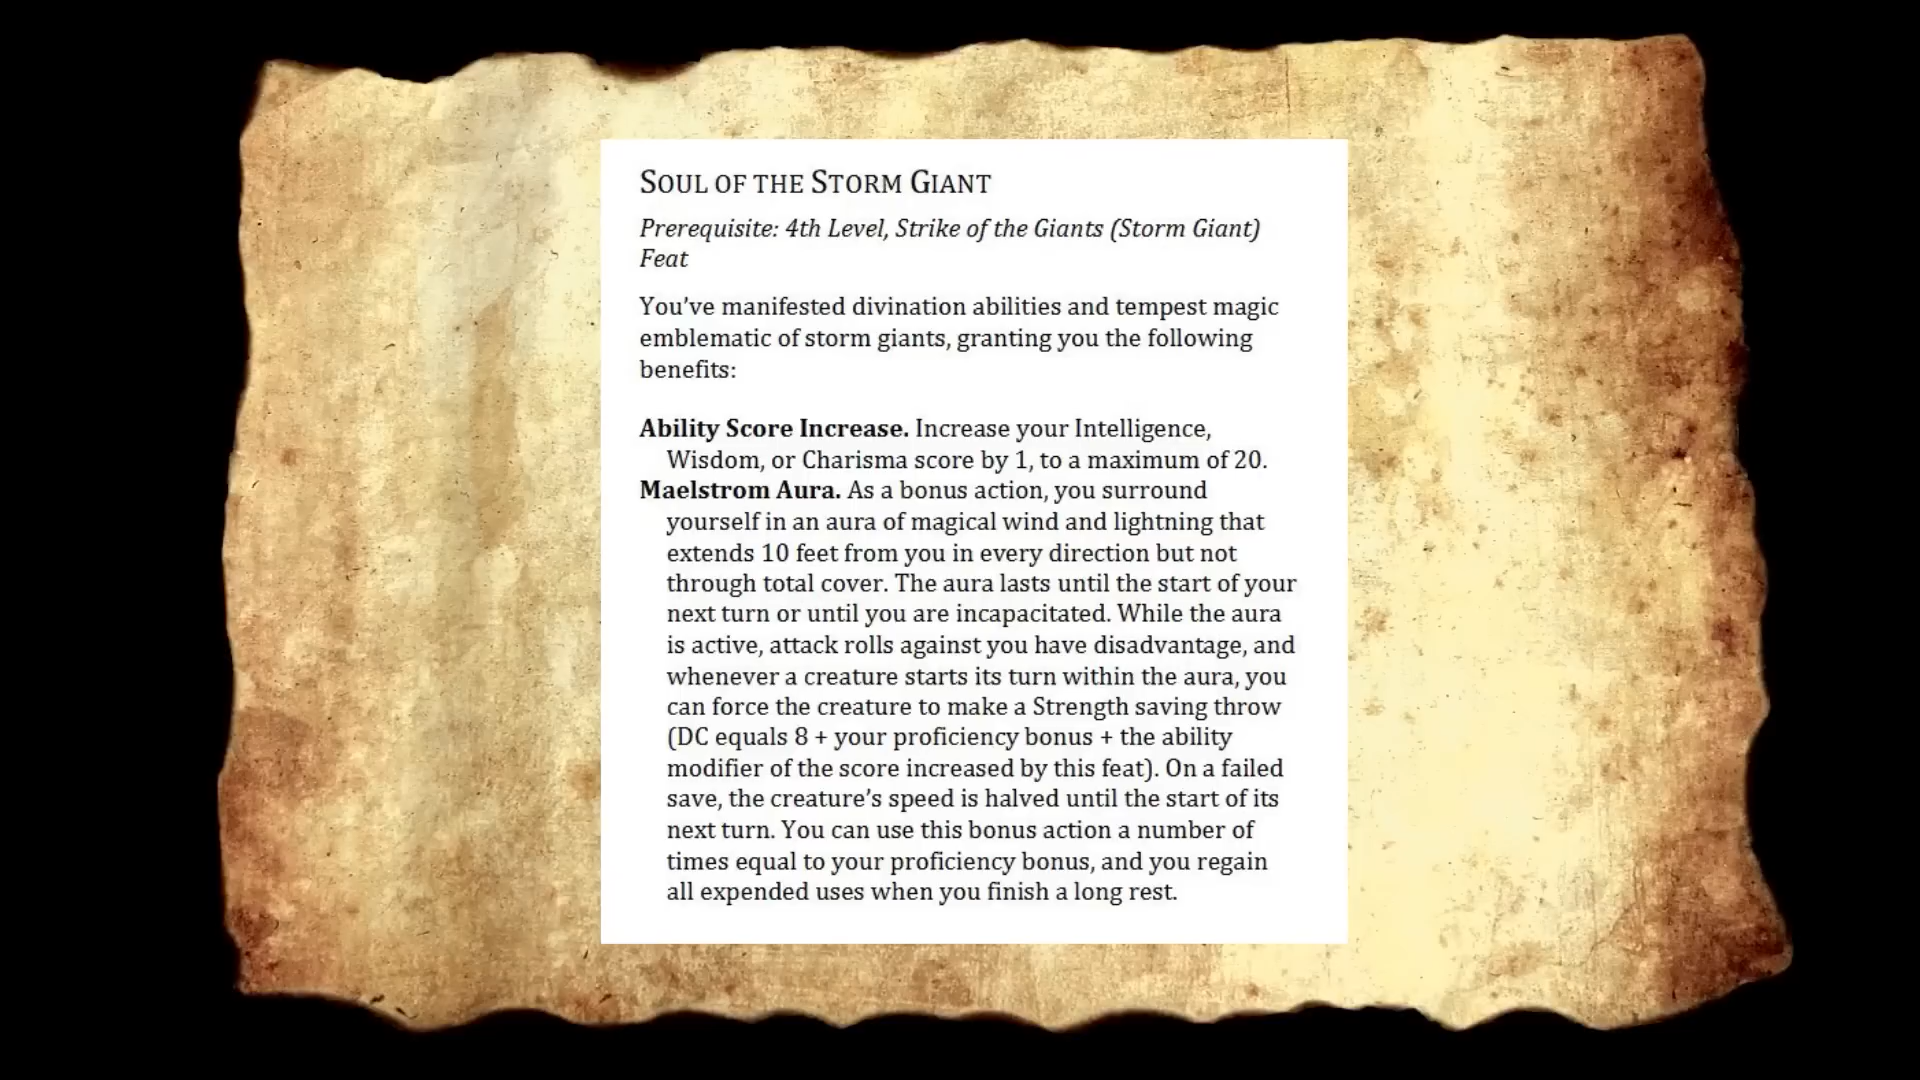 SOUL OF THE STORM GIANT
Prerequisite: 4th Level, Strike of the Giants (Storm Giant)
Feat
You’ve manifested divination abilities and tempest magic
emblematic of storm giants, granting you the following
benefits:
Ability Score Increase. Increase your Intelligence,
Wisdom, or Charisma score by 1, to a maximum of 20.
Maelstrom Aura. As a bonus action, you surround
yourself in an aura of magical wind and lightning that
extends 10 feet from you in every direction but not
through total cover. The aura lasts until the start of your
next turn or until you are incapacitated. While the aura
is active, attack rolls against you have disadvantage, and
whenever a creature starts its turn within the aura, you
can force the creature to make a Strength saving throw
(DC equals 8 + your proficiency bonus + the ability
modifier of the score increased by this feat). On a failed
save, the creature’s speed is halved until the start of its
next turn. You can use this bonus action a number of
times equal to your proficiency bonus, and you regain
all expended uses when you finish a long rest.